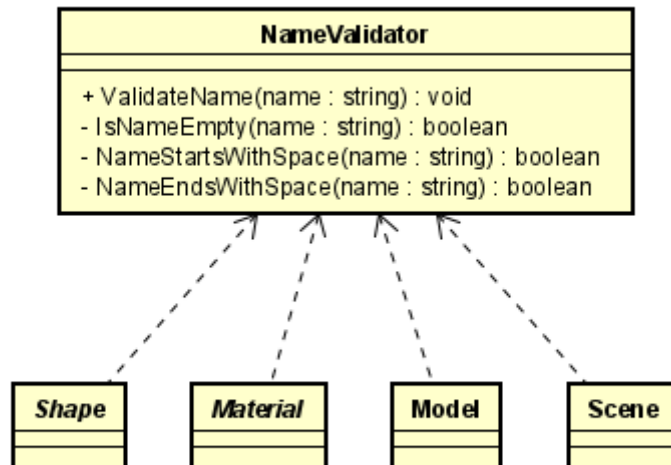 NameValidator
+ ValidateName(name : string) : void
- IsNameEmpty(name : string) : boolean
- NameStartsWithSpace(name : string) : boolean
- NameEndsWithSpace(name : string) : boolean
Shape
Material
Model
Scene